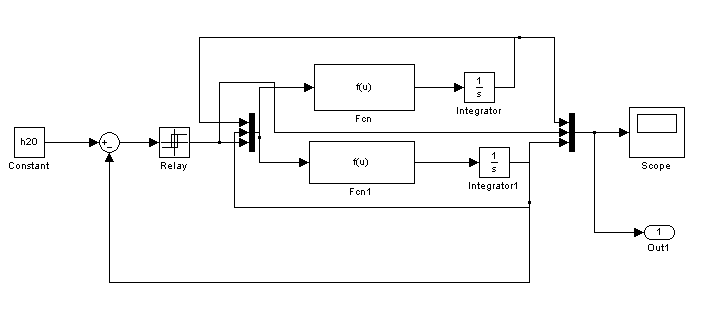 f(u)
1
s
Fcn
Integrator
h20
Constant
+
-
Relay
f(u)
1
s
Fcn1
Integrator1
Scope
1
Out1